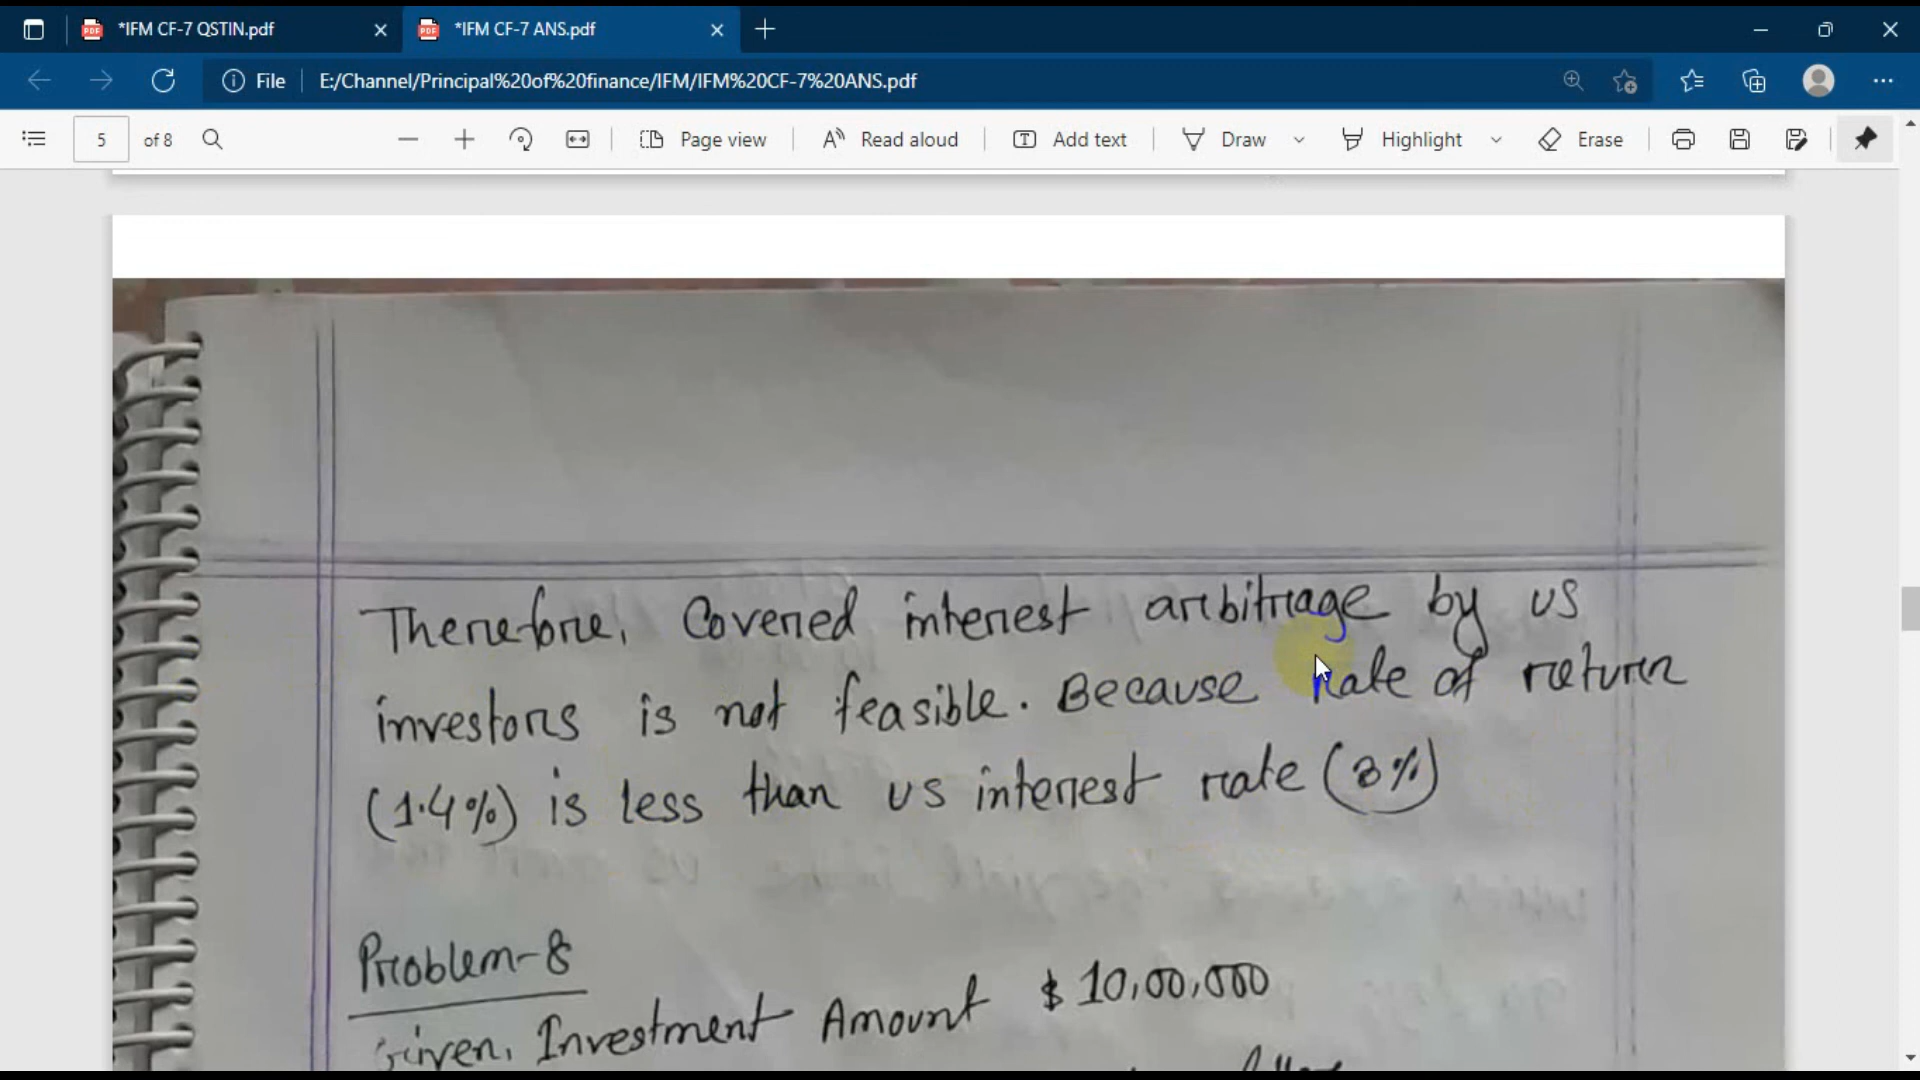 *IFM CF-7 QSTIN.pdf
*IFM CF-7 ANS.pdf
File
E:/Channel/Principal%20of%20finance/IFM/IFM%20CF-7%20ANS.pdf
5 of 8
Page view
Read aloud
Add text
Draw
Highlight
Erase
Therefore, Covered interest arbitrage by US
investors is not feasible. Because Rate of return
(1.4%) is less than US interest rate (3%)
Problem-8
Given, Investment Amount $ 10,00,000